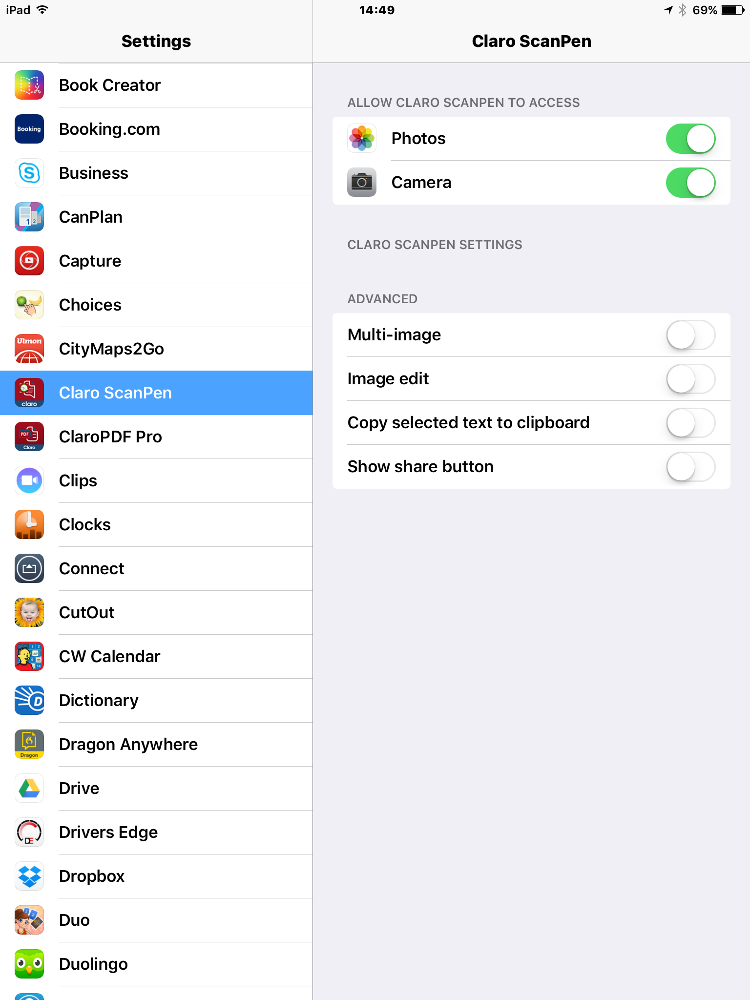 iPad
14:49
69%
Settings
Claro ScanPen
Book Creator
Booking
Booking.com
Business
1 2
CanPlan
Capture
Choices
Ulmon
CityMaps2Go
claro
Claro ScanPen
PDF
Claro
ClaroPDF Pro
Clips
Clocks
Connect
CutOut
CW Calendar
D
Dictionary
Dragon
Dragon Anywhere
Drive
DE
Drivers Edge
Dropbox
Duo
Duolingo
ALLOW CLARO SCANPEN TO ACCESS
Photos
Camera
CLARO SCANPEN SETTINGS
ADVANCED
Multi-image
Image edit
Copy selected text to clipboard
Show share button